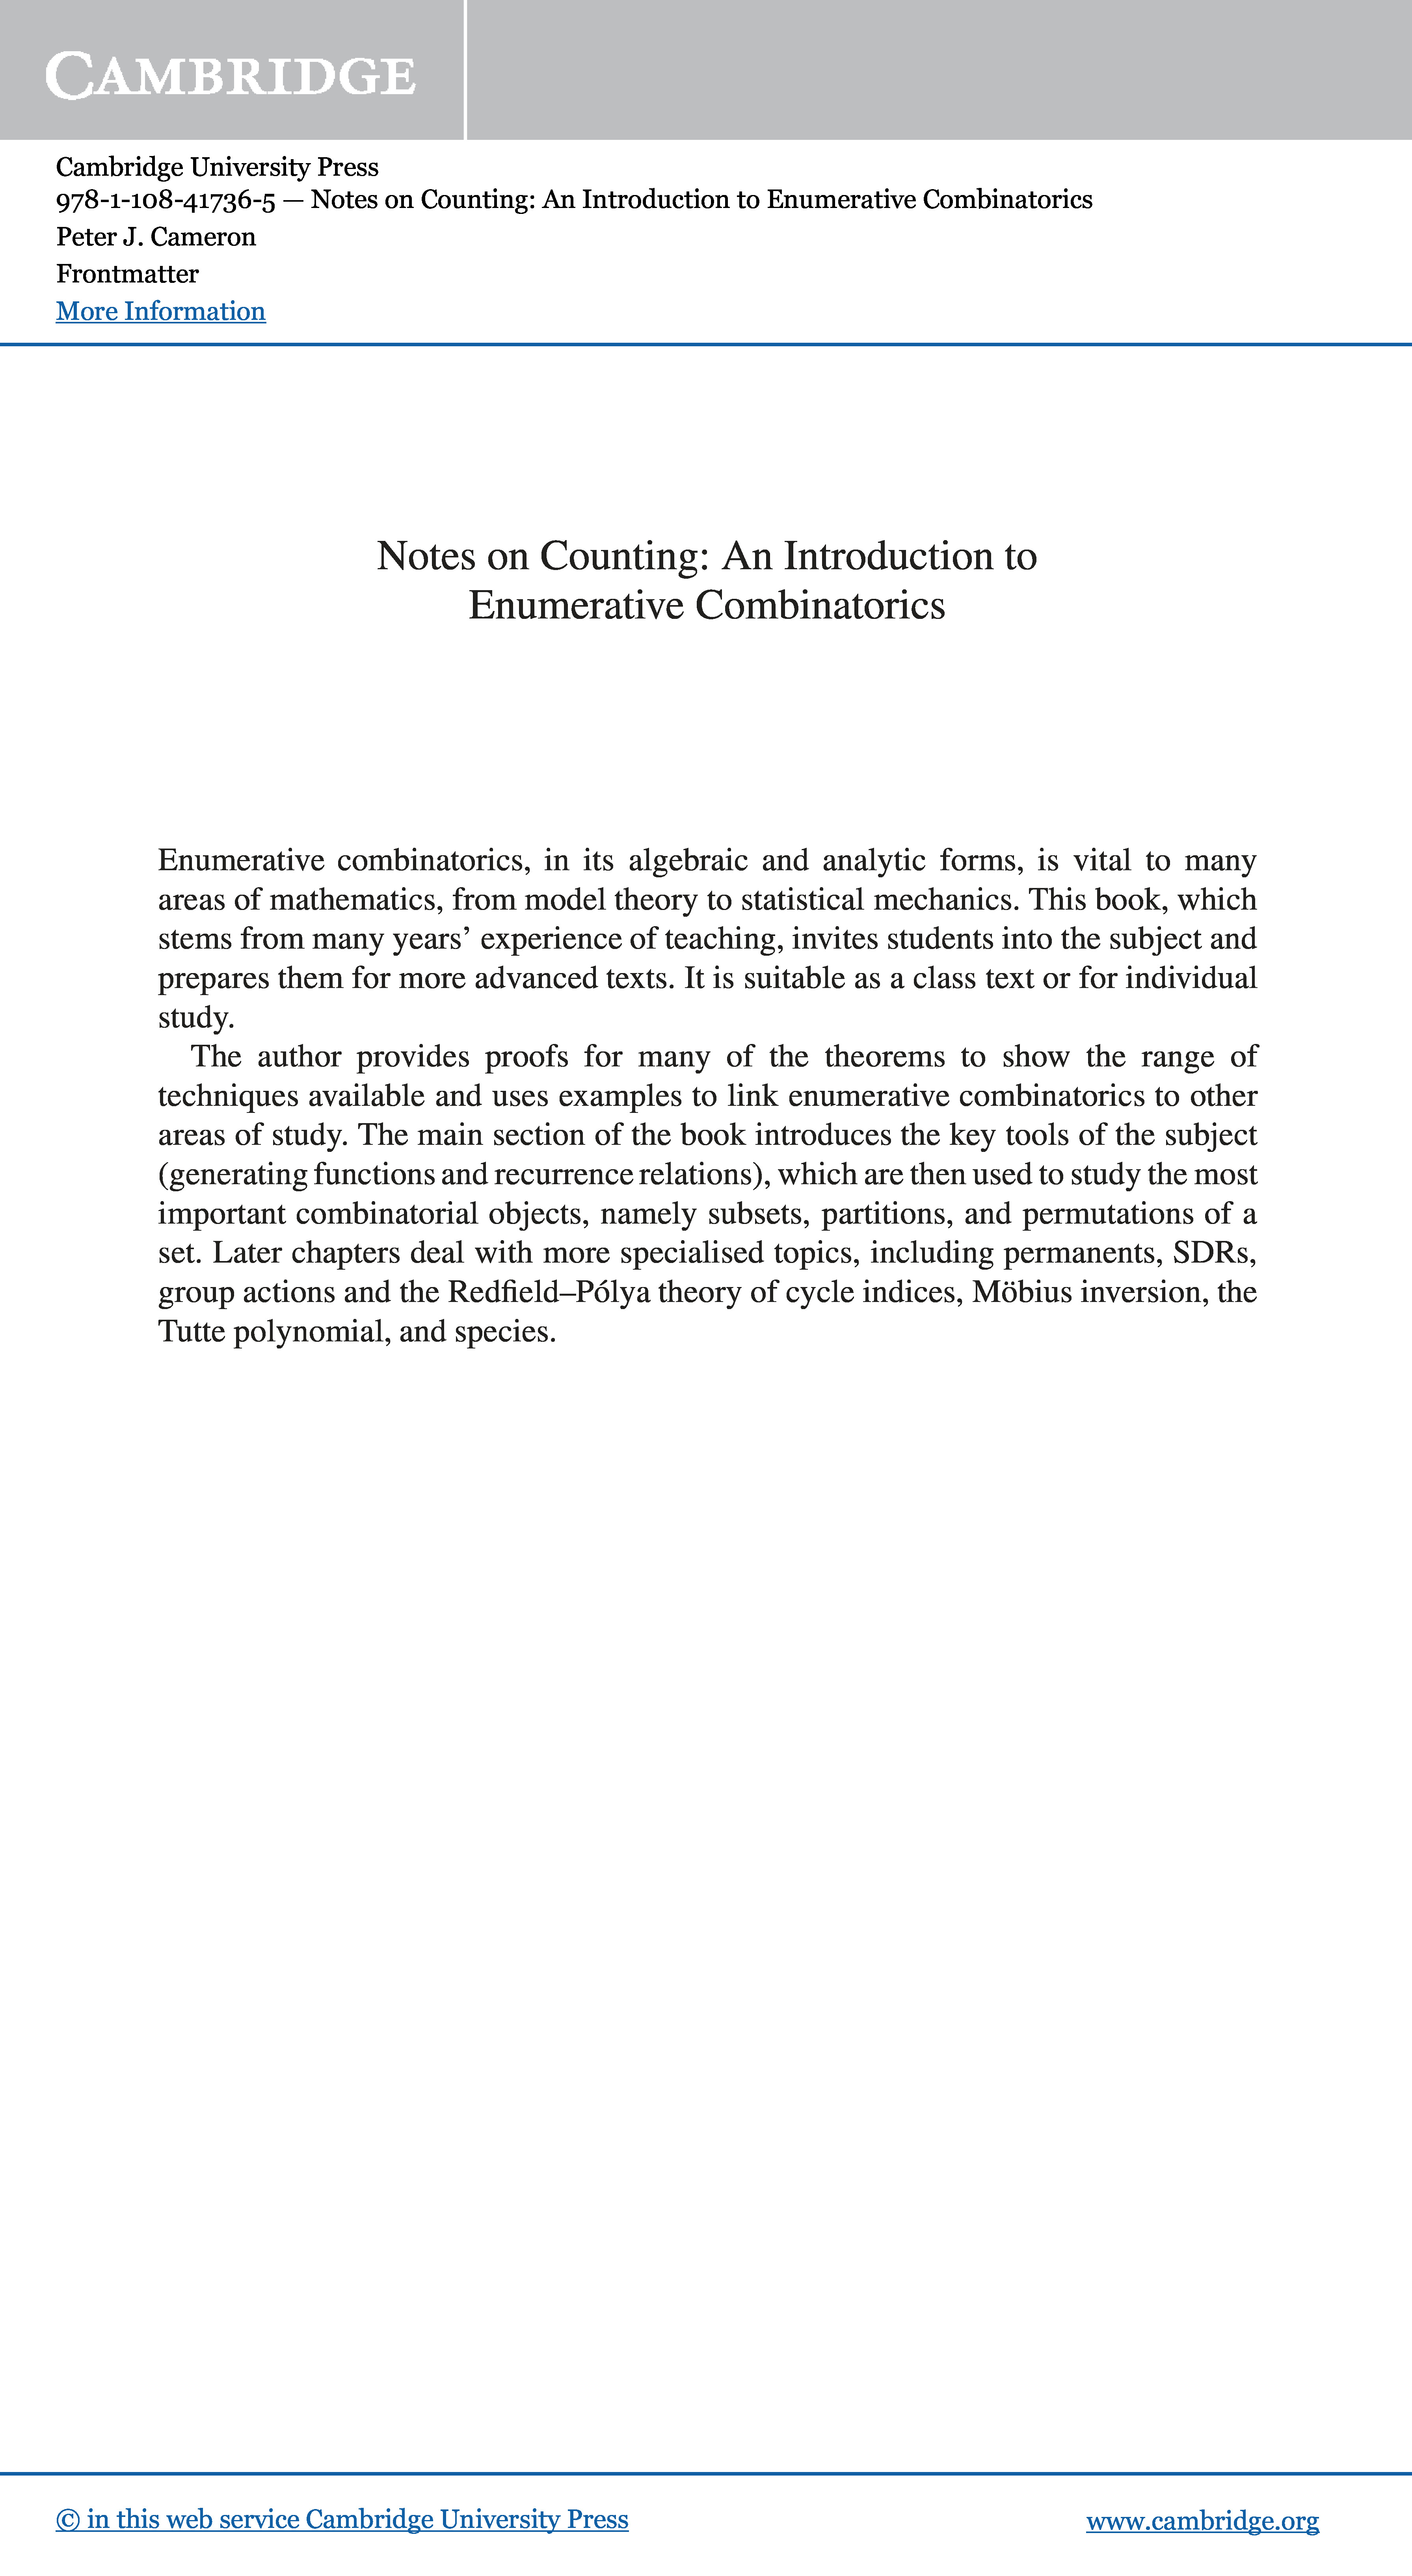 CAMBRIDGE
Cambridge University Press
978-1-108-41736-5 — Notes on Counting: An Introduction to Enumerative Combinatorics
Peter J. Cameron
Frontmatter
More Information
Notes on Counting: An Introduction to
Enumerative Combinatorics
Enumerative combinatorics, in its algebraic and analytic forms, is vital to many
areas of mathematics, from model theory to statistical mechanics. This book, which
stems from many years’ experience of teaching, invites students into the subject and
prepares them for more advanced texts. It is suitable as a class text or for individual
study.
The author provides proofs for many of the theorems to show the range of
techniques available and uses examples to link enumerative combinatorics to other
areas of study. The main section of the book introduces the key tools of the subject
(generating functions and recurrence relations), which are then used to study the most
important combinatorial objects, namely subsets, partitions, and permutations of a
set. Later chapters deal with more specialised topics, including permanents, SDRs,
group actions and the Redfield–Pólya theory of cycle indices, Möbius inversion, the
Tutte polynomial, and species.
© in this web service Cambridge University Press
www.cambridge.org